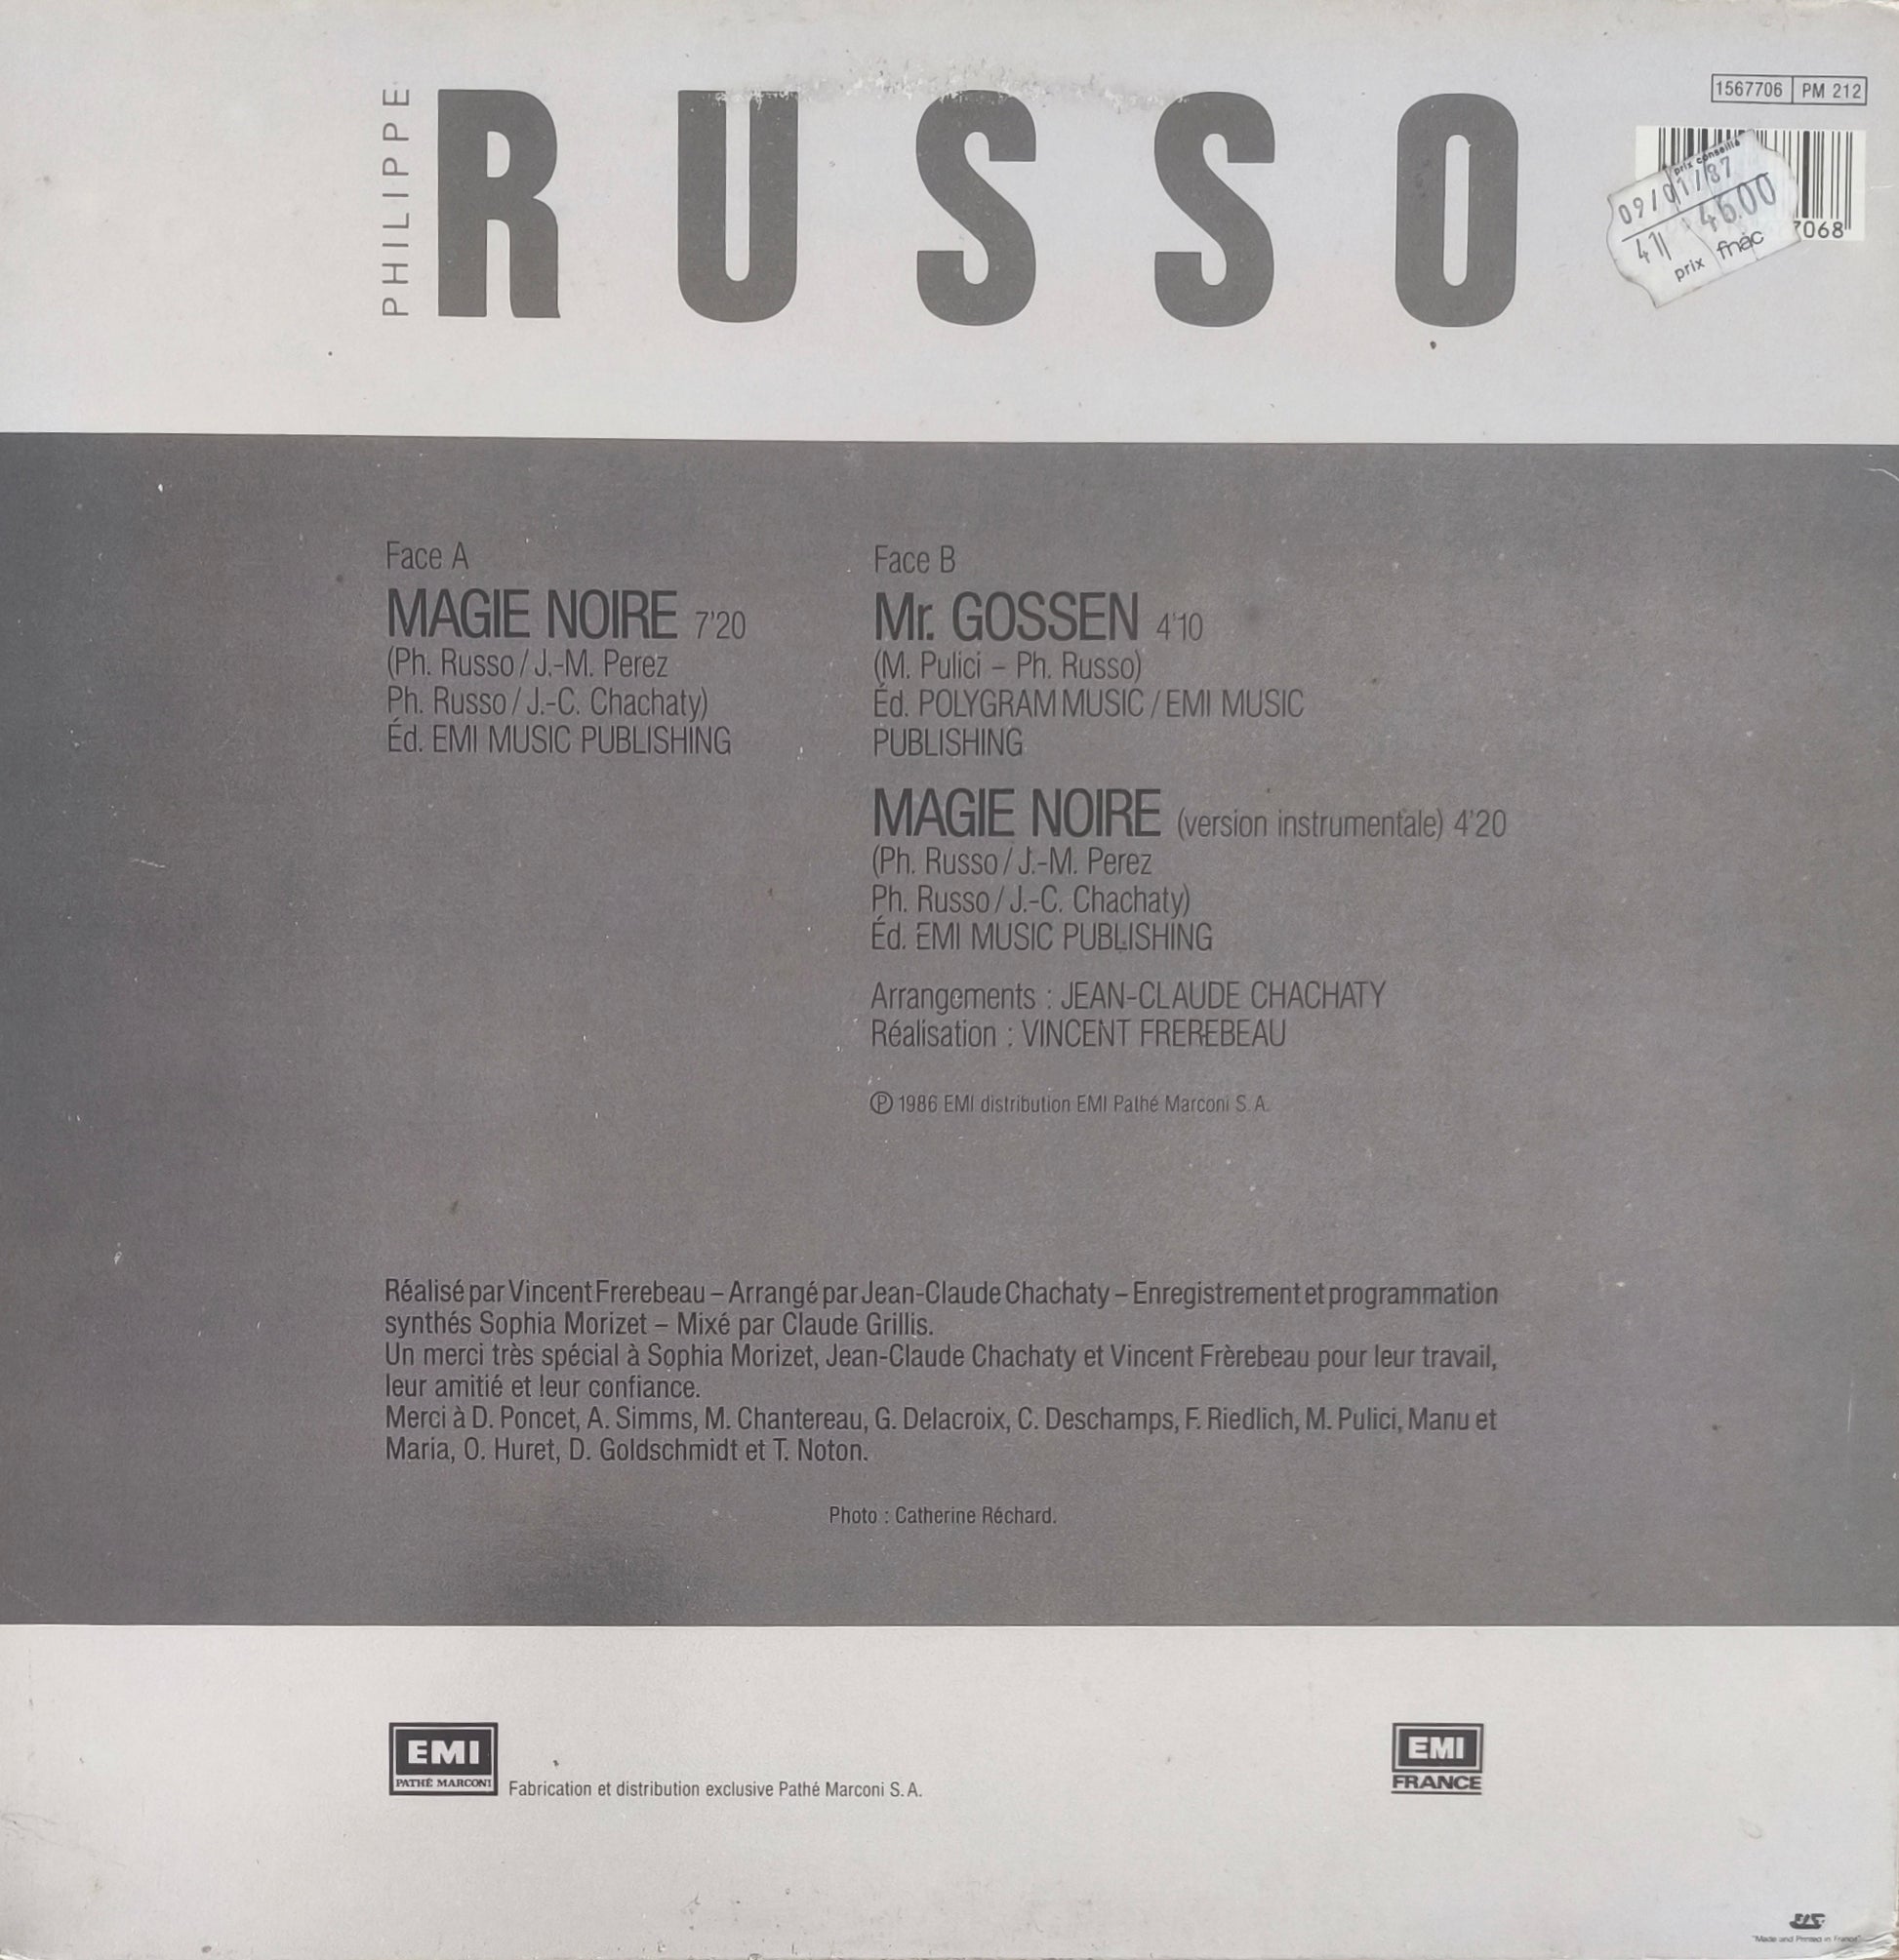 PHILIPPE
RUSSO
1567706 PM 212
prix conseillé
09/01/87
46.00
41
prix fnac
7068
Face A
MAGIE NOIRE 7'20
(Ph. Russo / J.-M. Perez
Ph. Russo / J.-C. Chachaty)
Éd. EMI MUSIC PUBLISHING
Face B
Mr. GOSSEN 4'10
(M. Pulici – Ph. Russo)
Éd. POLYGRAM MUSIC / EMI MUSIC
PUBLISHING
MAGIE NOIRE (version instrumentale) 4'20
(Ph. Russo / J.-M. Perez
Ph. Russo / J.-C. Chachaty)
Éd. EMI MUSIC PUBLISHING
Arrangements : JEAN-CLAUDE CHACHATY
Réalisation : VINCENT FREREBEAU
℗ 1986 EMI distribution EMI Pathé Marconi S.A.
Réalisé par Vincent Frerebeau – Arrangé par Jean-Claude Chachaty – Enregistrement et programmation
synthés Sophia Morizet – Mixé par Claude Grillis.
Un merci très spécial à Sophia Morizet, Jean-Claude Chachaty et Vincent Frèrebeau pour leur travail,
leur amitié et leur confiance.
Merci à D. Poncet, A. Simms, M. Chantereau, G. Delacroix, C. Deschamps, F. Riedlich, M. Pulici, Manu et
Maria, O. Huret, D. Goldschmidt et T. Noton.
Photo : Catherine Réchard.
EMI
PATHÉ MARCONI
Fabrication et distribution exclusive Pathé Marconi S.A.
EMI
FRANCE
"Made and Printed in France"